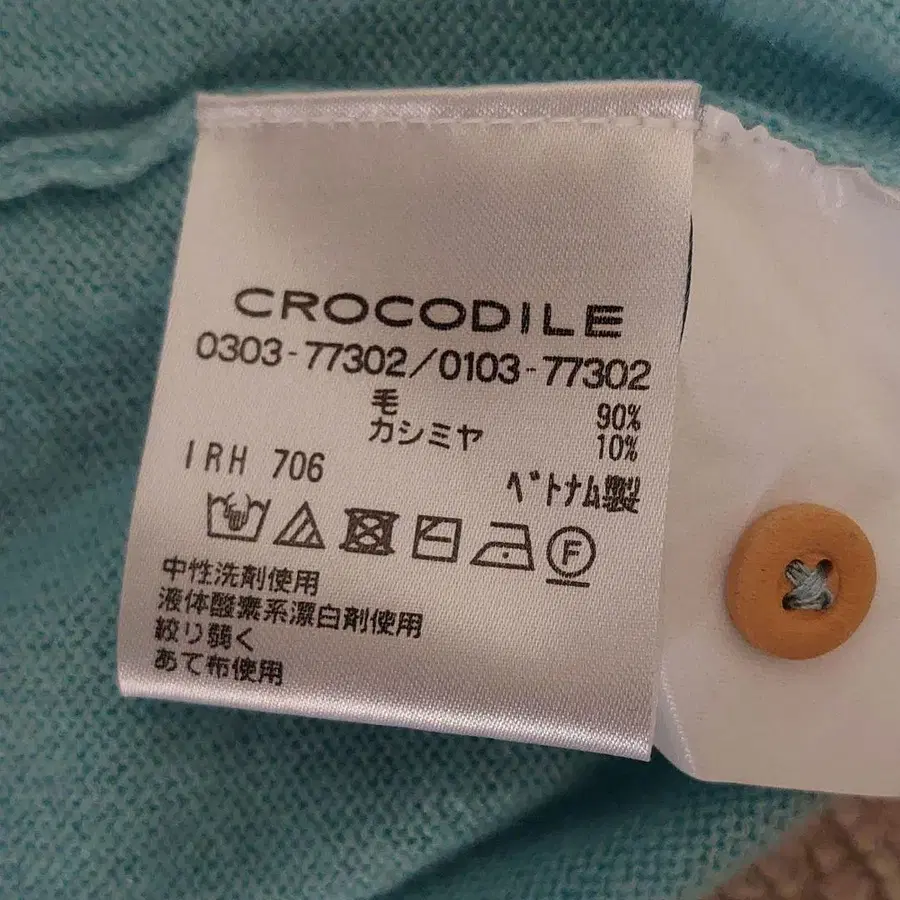 CROCODILE
0303-77302/0103-77302
毛 90%
カシミヤ 10%
IRH 706
ベトナム製
F
中性洗剤使用
液体酸素系漂白剤使用
絞り弱く
あて布使用